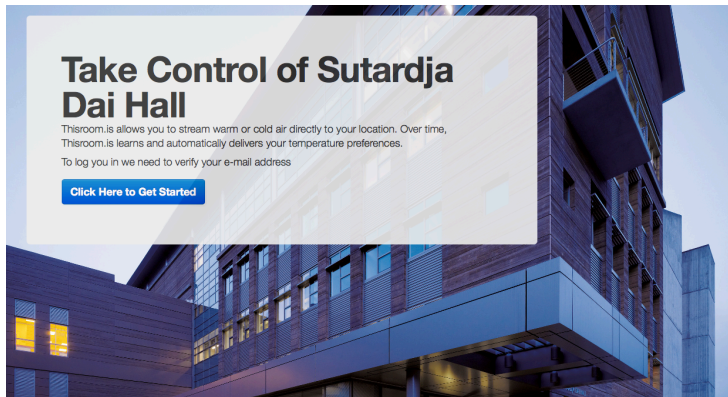 Take Control of Sutardja
Dai Hall
Thisroom.is allows you to stream warm or cold air directly to your location. Over time,
Thisroom.is learns and automatically delivers your temperature preferences.
To log you in we need to verify your e-mail address
Click Here to Get Started